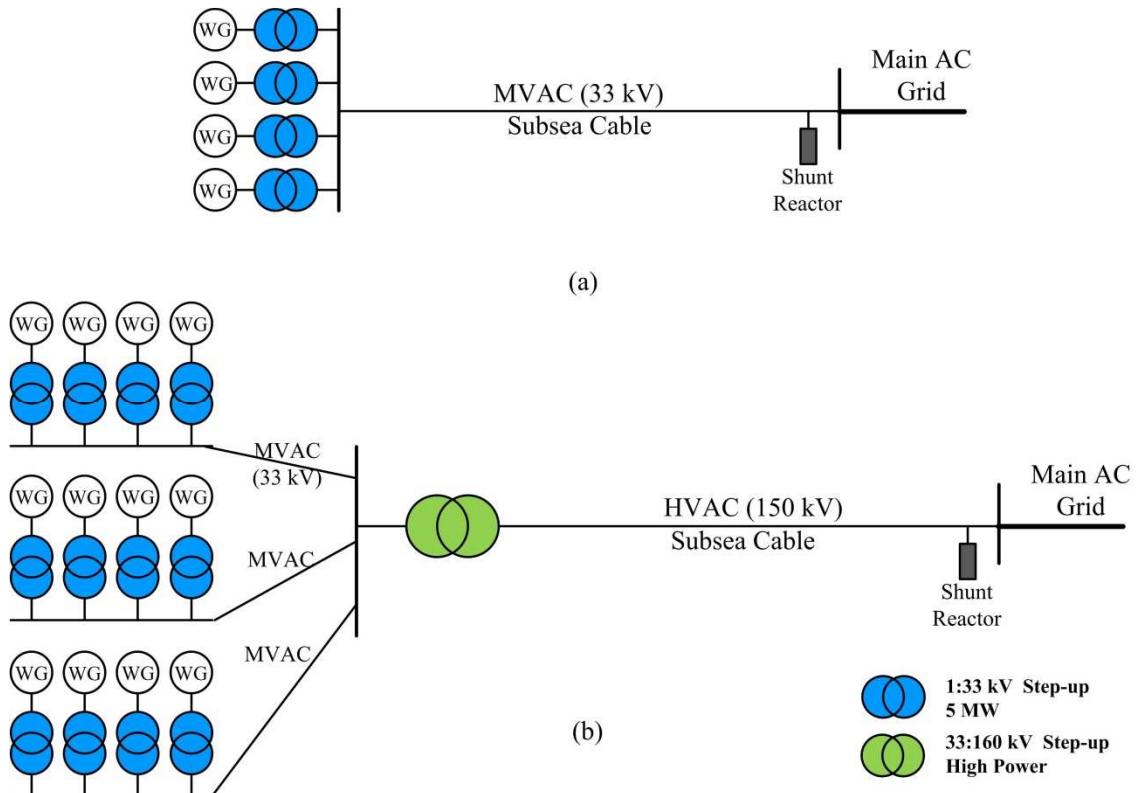 WG
WG
WG
WG
MVAC (33 kV)
Subsea Cable
Shunt
Reactor
Main AC
Grid
(a)
WG WG WG WG
MVAC
(33 kV)
WG WG WG WG
MVAC
WG WG WG WG
MVAC
HVAC (150 kV)
Subsea Cable
Shunt
Reactor
Main AC
Grid
1:33 kV Step-up
5 MW
33:160 kV Step-up
High Power
(b)